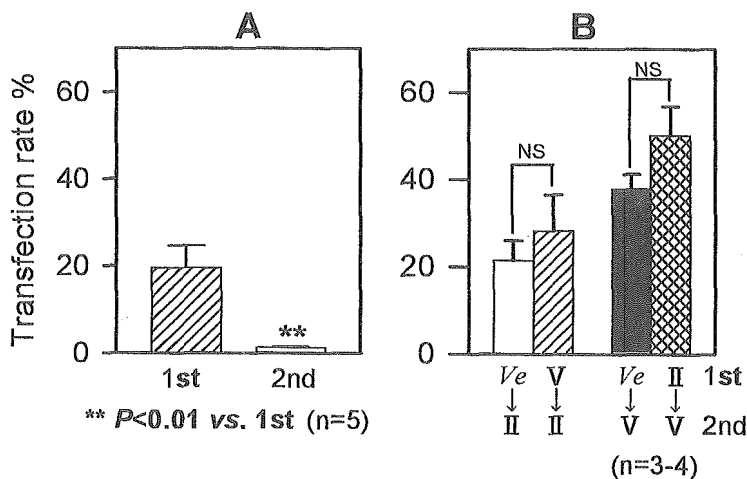 A
B
Transfection rate %
60
40
20
0
**
1st 2nd
** P<0.01 vs. 1st (n=5)
60
40
20
0
NS
NS
Ve V Ve Ⅱ 1st
↓ ↓ ↓ ↓
Ⅱ Ⅱ V V 2nd
(n=3-4)